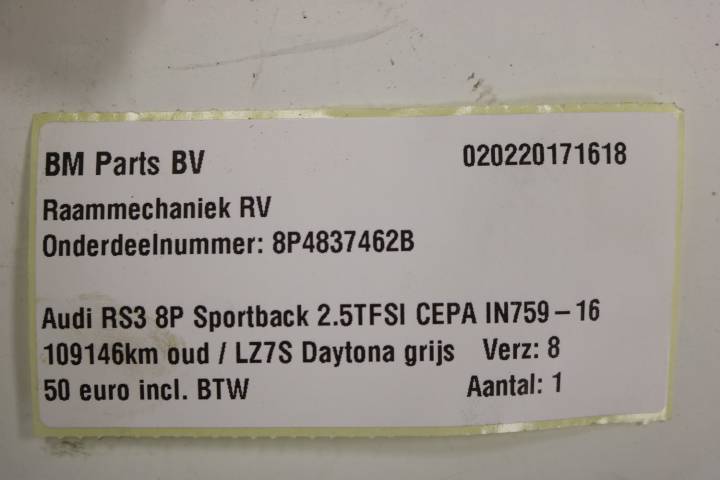 BM Parts BV 020220171618
Raammechaniek RV
Onderdeelnummer: 8P4837462B
Audi RS3 8P Sportback 2.5TFSI CEPA IN759-16
109146km oud / LZ7S Daytona grijs Verz: 8
50 euro incl. BTW Aantal: 1